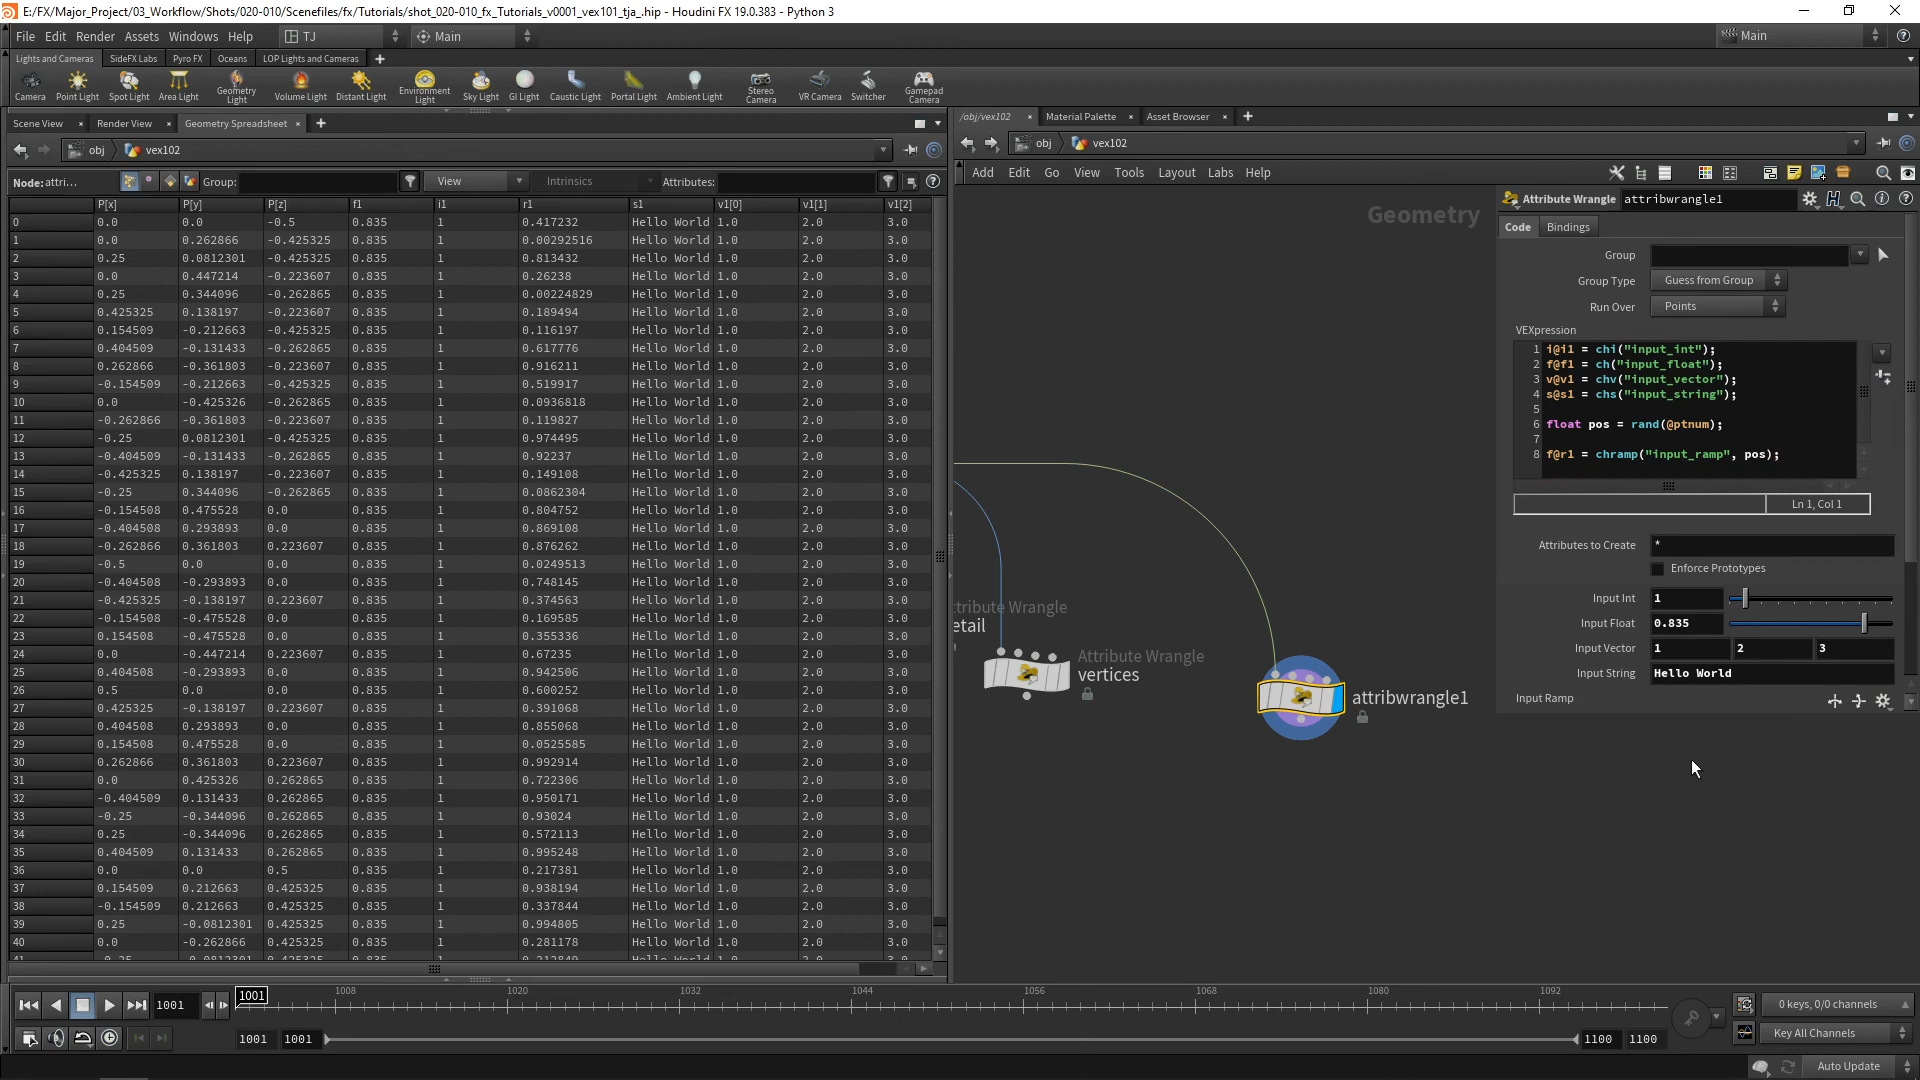 E:/FX/Major_Project/03_Workflow/Shots/020-010/Scenefiles/fx/Tutorials/shot_020-010_fx_Tutorials_v0001_vex101_tja_.hip - Houdini FX 19.0.383 - Python 3
File Edit Render Assets Windows Help TJ Main Main
Lights and Cameras SideFX Labs Pyro FX Oceans LOP Lights and Cameras
Camera Point Light Spot Light Area Light Geometry Light Volume Light Distant Light Environment Light Sky Light GI Light Caustic Light Portal Light Ambient Light Stereo Camera VR Camera Switcher Gamepad Camera
Scene View Render View Geometry Spreadsheet
obj vex102
Node: attri... Group: View Intrinsics Attributes:
P[x] P[y] P[z] f1 i1 r1 s1 v1[0] v1[1] v1[2]
0 0.0 0.0 -0.5 0.835 1 0.417232 Hello World 1.0 2.0 3.0
1 0.0 0.262866 -0.425325 0.835 1 0.00292516 Hello World 1.0 2.0 3.0
2 0.25 0.0812301 -0.425325 0.835 1 0.813432 Hello World 1.0 2.0 3.0
3 0.0 0.447214 -0.223607 0.835 1 0.26238 Hello World 1.0 2.0 3.0
4 0.25 0.344096 -0.262865 0.835 1 0.00224829 Hello World 1.0 2.0 3.0
5 0.425325 0.138197 -0.223607 0.835 1 0.189494 Hello World 1.0 2.0 3.0
6 0.154509 -0.212663 -0.425325 0.835 1 0.116197 Hello World 1.0 2.0 3.0
7 0.404509 -0.131433 -0.262865 0.835 1 0.617776 Hello World 1.0 2.0 3.0
8 0.262866 -0.361803 -0.223607 0.835 1 0.916211 Hello World 1.0 2.0 3.0
9 -0.154509 -0.212663 -0.425325 0.835 1 0.519917 Hello World 1.0 2.0 3.0
10 0.0 -0.425326 -0.262865 0.835 1 0.0936818 Hello World 1.0 2.0 3.0
11 -0.262866 -0.361803 -0.223607 0.835 1 0.119827 Hello World 1.0 2.0 3.0
12 -0.25 0.0812301 -0.425325 0.835 1 0.974495 Hello World 1.0 2.0 3.0
13 -0.404509 -0.131433 -0.262865 0.835 1 0.92237 Hello World 1.0 2.0 3.0
14 -0.425325 0.138197 -0.223607 0.835 1 0.149108 Hello World 1.0 2.0 3.0
15 -0.25 0.344096 -0.262865 0.835 1 0.0862304 Hello World 1.0 2.0 3.0
16 -0.154508 0.475528 0.0 0.835 1 0.804752 Hello World 1.0 2.0 3.0
17 -0.404508 0.293893 0.0 0.835 1 0.869108 Hello World 1.0 2.0 3.0
18 -0.262866 0.361803 0.223607 0.835 1 0.876262 Hello World 1.0 2.0 3.0
19 -0.5 0.0 0.0 0.835 1 0.0249513 Hello World 1.0 2.0 3.0
20 -0.404508 -0.293893 0.0 0.835 1 0.748145 Hello World 1.0 2.0 3.0
21 -0.425325 -0.138197 0.223607 0.835 1 0.374563 Hello World 1.0 2.0 3.0
22 -0.154508 -0.475528 0.0 0.835 1 0.169585 Hello World 1.0 2.0 3.0
23 0.154508 -0.475528 0.0 0.835 1 0.355336 Hello World 1.0 2.0 3.0
24 0.0 -0.447214 0.223607 0.835 1 0.67235 Hello World 1.0 2.0 3.0
25 0.404508 -0.293893 0.0 0.835 1 0.942506 Hello World 1.0 2.0 3.0
26 0.5 0.0 0.0 0.835 1 0.600252 Hello World 1.0 2.0 3.0
27 0.425325 -0.138197 0.223607 0.835 1 0.391068 Hello World 1.0 2.0 3.0
28 0.404508 0.293893 0.0 0.835 1 0.855068 Hello World 1.0 2.0 3.0
29 0.154508 0.475528 0.0 0.835 1 0.0525585 Hello World 1.0 2.0 3.0
30 0.262866 0.361803 0.223607 0.835 1 0.992914 Hello World 1.0 2.0 3.0
31 0.0 0.425326 0.262865 0.835 1 0.722306 Hello World 1.0 2.0 3.0
32 -0.404509 0.131433 0.262865 0.835 1 0.950171 Hello World 1.0 2.0 3.0
33 -0.25 -0.344096 0.262865 0.835 1 0.93024 Hello World 1.0 2.0 3.0
34 0.25 -0.344096 0.262865 0.835 1 0.572113 Hello World 1.0 2.0 3.0
35 0.404509 0.131433 0.262865 0.835 1 0.995248 Hello World 1.0 2.0 3.0
36 0.0 0.0 0.5 0.835 1 0.217381 Hello World 1.0 2.0 3.0
37 0.154509 0.212663 0.425325 0.835 1 0.938194 Hello World 1.0 2.0 3.0
38 -0.154509 0.212663 0.425325 0.835 1 0.337844 Hello World 1.0 2.0 3.0
39 0.25 -0.0812301 0.425325 0.835 1 0.994805 Hello World 1.0 2.0 3.0
40 0.0 -0.262866 0.425325 0.835 1 0.281178 Hello World 1.0 2.0 3.0
/obj/vex102 Material Palette Asset Browser
obj vex102
Add Edit Go View Tools Layout Labs Help
Geometry
ttribute Wrangle
etail
Attribute Wrangle
vertices
attribwrangle1
Attribute Wrangle attribwrangle1
Code Bindings
Group
Group Type Guess from Group
Run Over Points
VEXpression
1 i@i1 = chi("input_int");
2 f@f1 = ch("input_float");
3 v@v1 = chv("input_vector");
4 s@s1 = chs("input_string");
5
6 float pos = rand(@ptnum);
7
8 f@r1 = chramp("input_ramp", pos);
Ln 1, Col 1
Attributes to Create *
Enforce Prototypes
Input Int 1
Input Float 0.835
Input Vector 1 2 3
Input String Hello World
Input Ramp
1001 1001 1008 1020 1032 1044 1056 1068 1080 1092 0 keys, 0/0 channels
1001 1001 1100 1100 Key All Channels
Auto Update